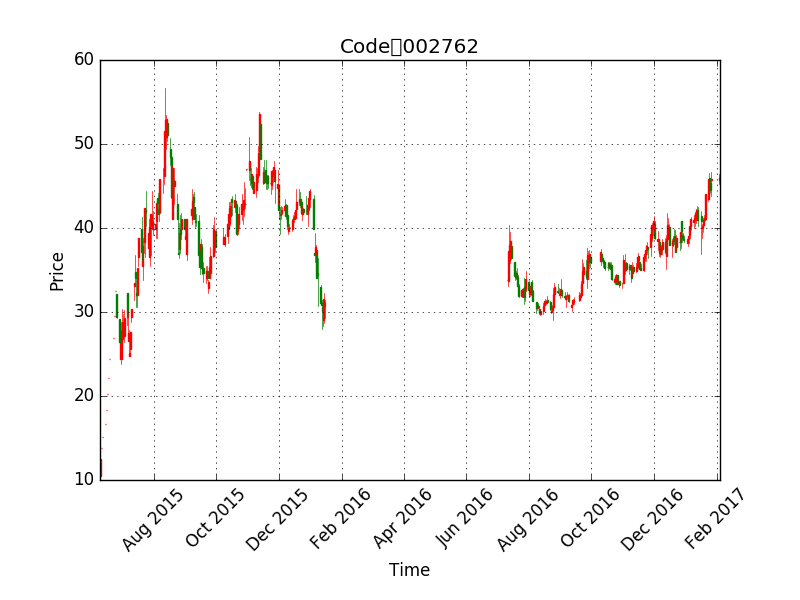 Code▯002762
60
50
40
30
20
10
Price
Aug 2015
Oct 2015
Dec 2015
Feb 2016
Apr 2016
Jun 2016
Aug 2016
Oct 2016
Dec 2016
Feb 2017
Time